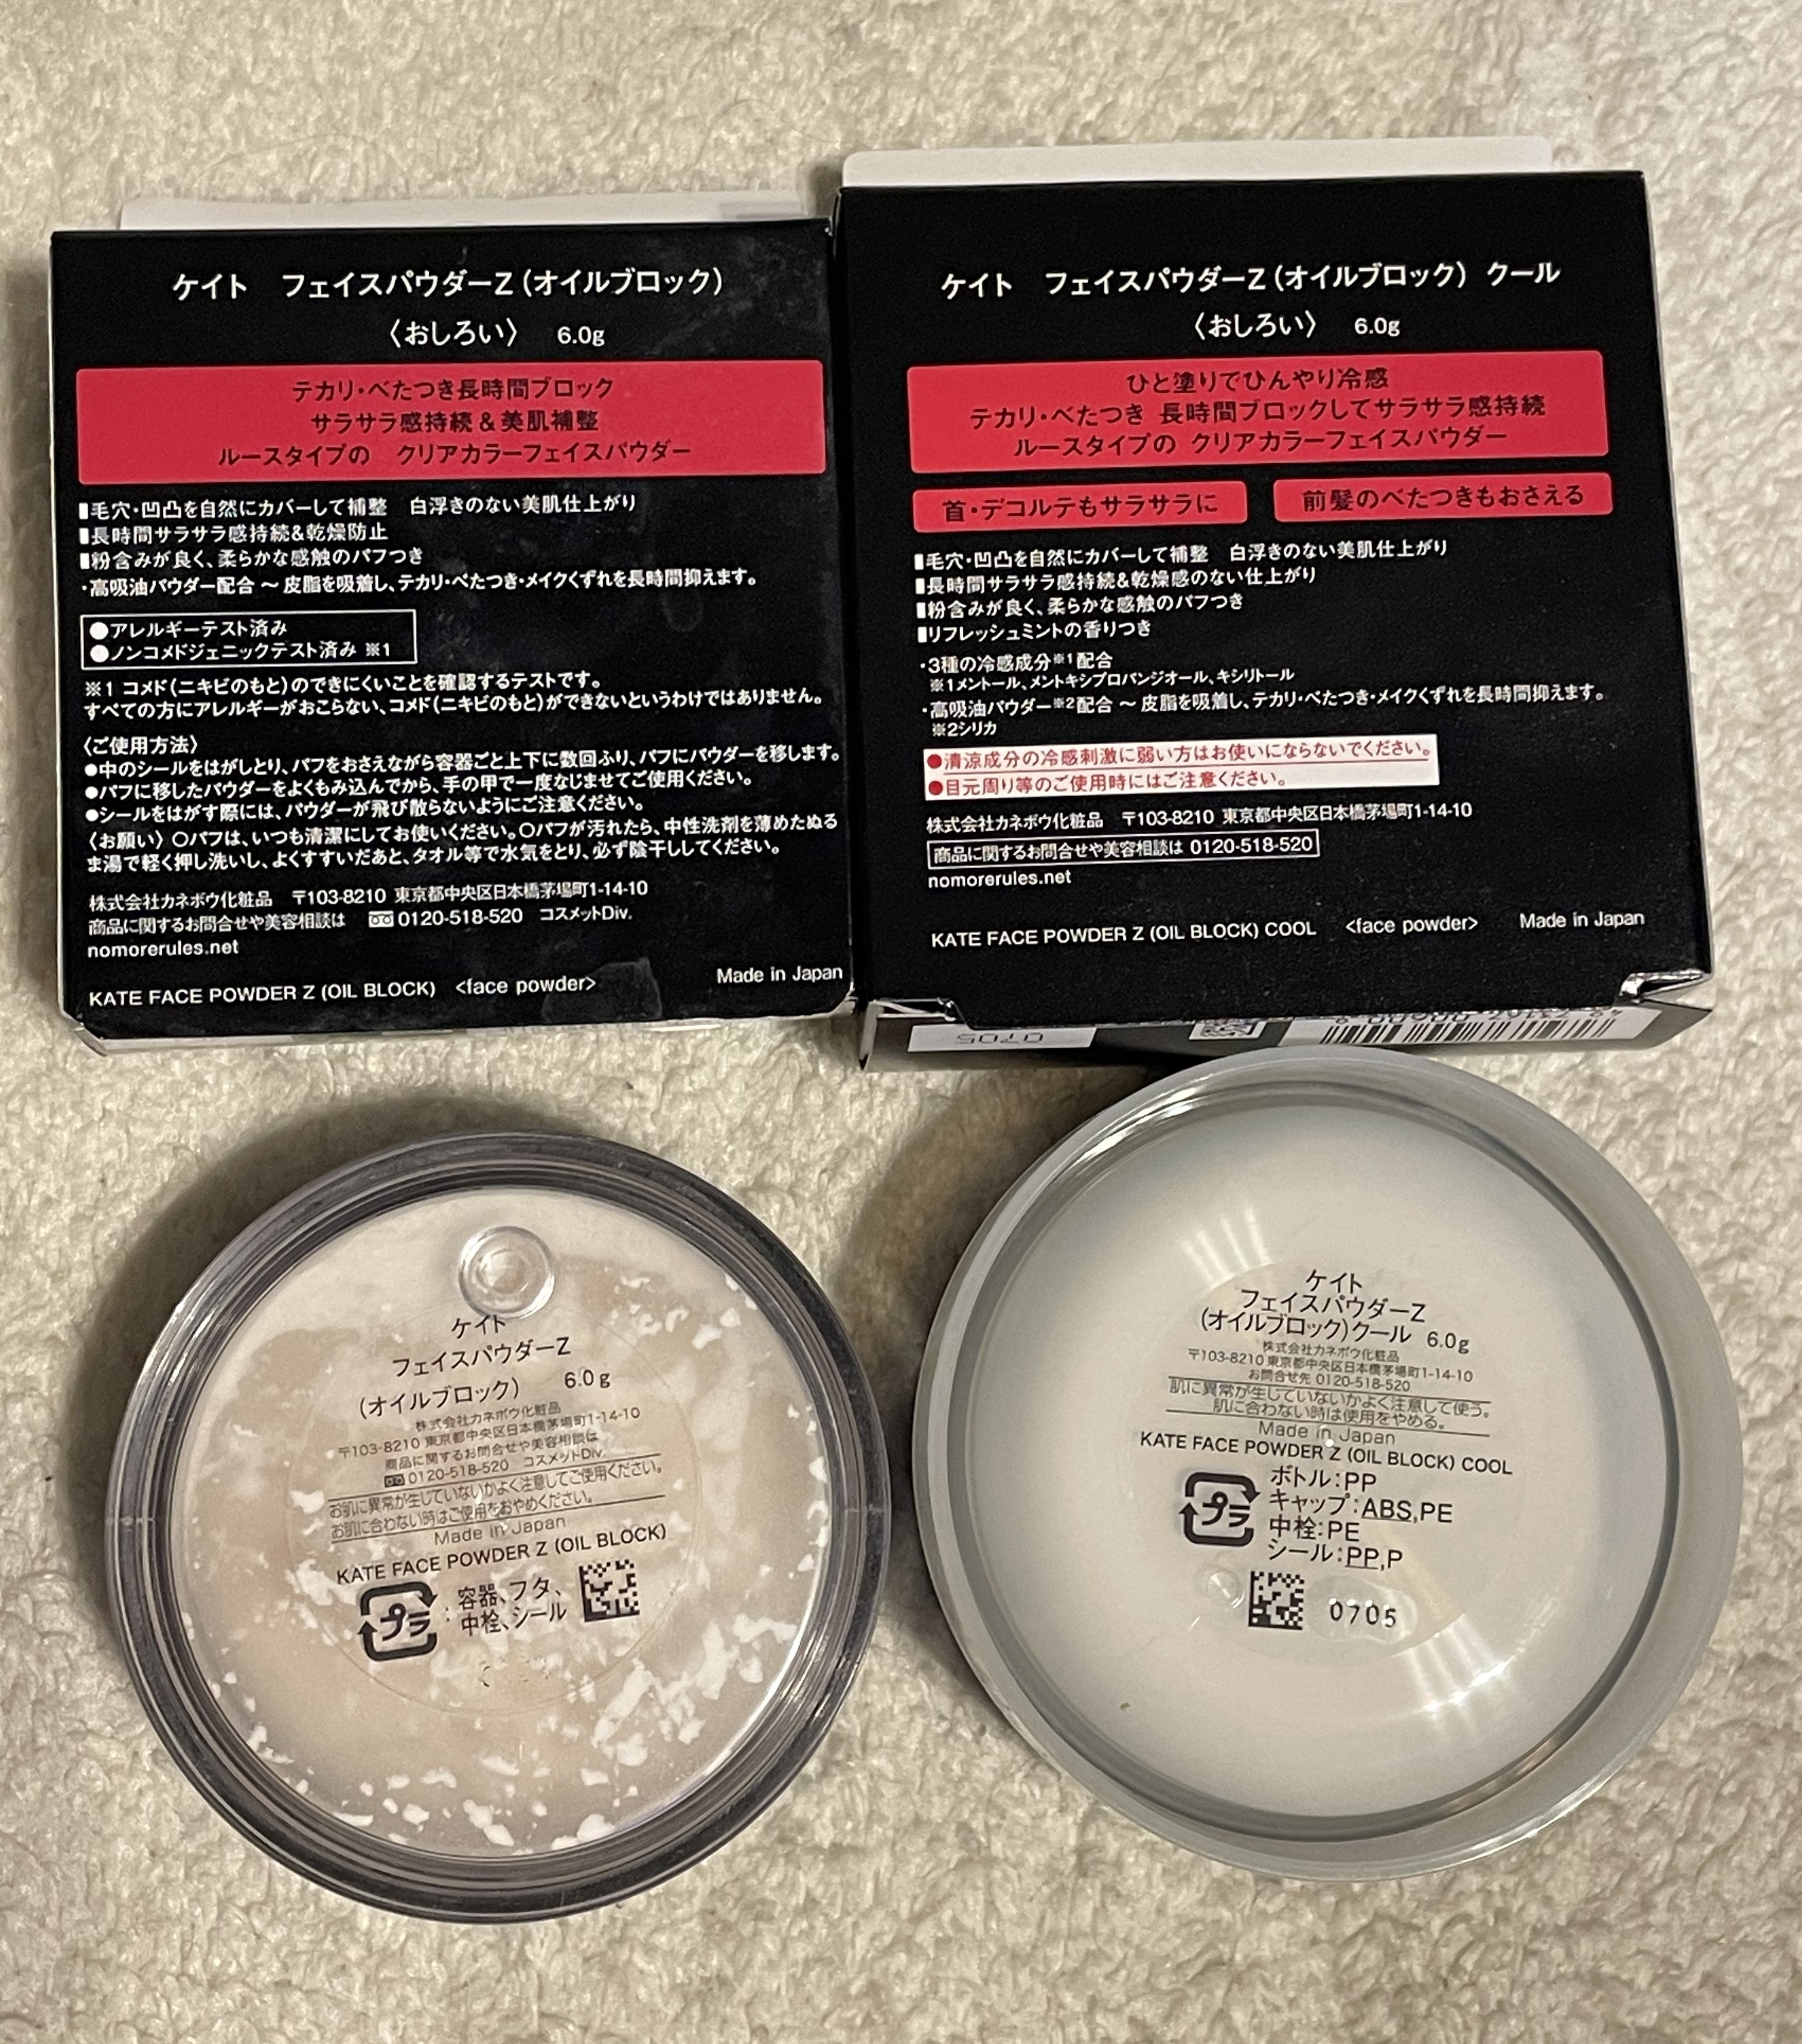 ケイト　フェイスパウダーZ（オイルブロック）
〈おしろい〉　6.0g
テカリ・べたつき長時間ブロック
サラサラ感持続＆美肌補整
ルースタイプの　クリアカラーフェイスパウダー
▮毛穴・凹凸を自然にカバーして補整　白浮きのない美肌仕上がり
▮長時間サラサラ感持続&乾燥防止
▮粉含みが良く、柔らかな感触のパフつき
・高吸油パウダー配合 〜 皮脂を吸着し、テカリ・べたつき・メイクくずれを長時間抑えます。
●アレルギーテスト済み
●ノンコメドジェニックテスト済み ※1
※1 コメド（ニキビのもと）のできにくいことを確認するテストです。
すべての方にアレルギーがおこらない、コメド（ニキビのもと）ができないというわけではありません。
〈ご使用方法〉
●中のシールをはがしとり、パフをおさえながら容器ごと上下に数回ふり、パフにパウダーを移します。
●パフに移したパウダーをよくもみ込んでから、手の甲で一度なじませてご使用ください。
●シールをはがす際には、パウダーが飛び散らないようにご注意ください。
〈お願い〉〇パフは、いつも清潔にしてお使いください。〇パフが汚れたら、中性洗剤を薄めたぬる
ま湯で軽く押し洗いし、よくすすいだあと、タオル等で水気をとり、必ず陰干ししてください。
株式会社カネボウ化粧品　〒103-8210 東京都中央区日本橋茅場町1-14-10
商品に関するお問合せや美容相談は　0120-518-520　コスメットDiv.
nomorerules.net
KATE FACE POWDER Z (OIL BLOCK)　<face powder>　Made in Japan
ケイト　フェイスパウダーZ（オイルブロック）クール
〈おしろい〉　6.0g
ひと塗りでひんやり冷感
テカリ・べたつき 長時間ブロックしてサラサラ感持続
ルースタイプの クリアカラーフェイスパウダー
首・デコルテもサラサラに
前髪のべたつきもおさえる
▮毛穴・凹凸を自然にカバーして補整　白浮きのない美肌仕上がり
▮長時間サラサラ感持続&乾燥感のない仕上がり
▮粉含みが良く、柔らかな感触のパフつき
▮リフレッシュミントの香りつき
・3種の冷感成分※1配合
※1メントール、メントキシプロパンジオール、キシリトール
・高吸油パウダー※2配合 〜 皮脂を吸着し、テカリ・べたつき・メイクくずれを長時間抑えます。
※2シリカ
●清涼成分の冷感刺激に弱い方はお使いにならないでください。
●目元周り等のご使用時にはご注意ください。
株式会社カネボウ化粧品　〒103-8210 東京都中央区日本橋茅場町1-14-10
商品に関するお問合せや美容相談は 0120-518-520
nomorerules.net
KATE FACE POWDER Z (OIL BLOCK) COOL　<face powder>　Made in Japan
0705
ケイト
フェイスパウダーZ
（オイルブロック）　6.0g
株式会社カネボウ化粧品
〒103-8210 東京都中央区日本橋茅場町1-14-10
商品に関するお問合せや美容相談は
0120-518-520　コスメットDiv.
お肌に異常が生じていないかよく注意してご使用ください。
お肌に合わない時はご使用をおやめください。
Made in Japan
KATE FACE POWDER Z (OIL BLOCK)
プラ：容器、フタ、
中栓、シール
ケイト
フェイスパウダーZ
（オイルブロック）クール　6.0g
株式会社カネボウ化粧品
〒103-8210 東京都中央区日本橋茅場町1-14-10
お問合せ先 0120-518-520
肌に異常が生じていないかよく注意して使う。
肌に合わない時は使用をやめる。
Made in Japan
KATE FACE POWDER Z (OIL BLOCK) COOL
プラ
ボトル：PP
キャップ：ABS,PE
中栓：PE
シール：PP,P
0705